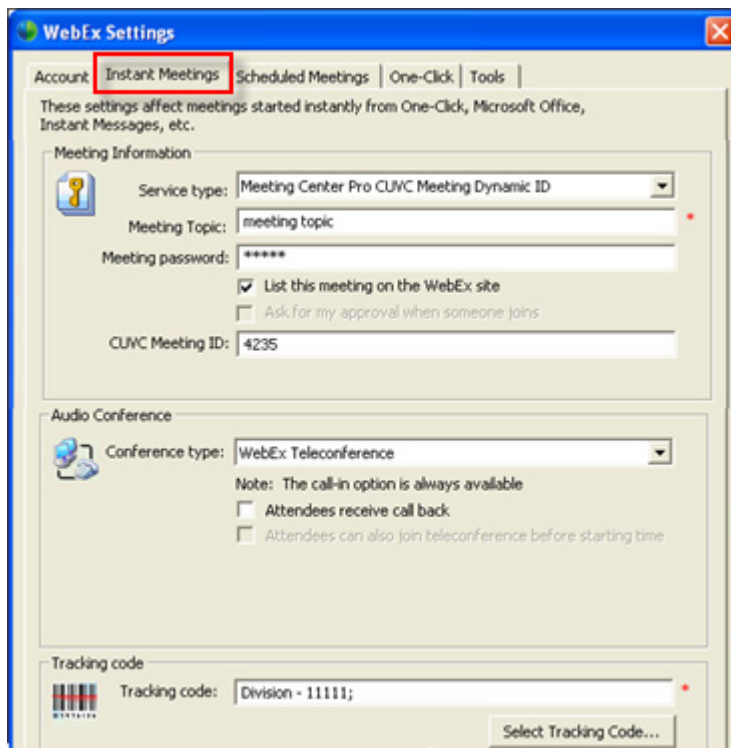 WebEx Settings
Account Instant Meetings Scheduled Meetings One-Click Tools
These settings affect meetings started instantly from One-Click, Microsoft Office,
Instant Messages, etc.
Meeting Information
Service type: Meeting Center Pro CUVC Meeting Dynamic ID
Meeting Topic: meeting topic *
Meeting password: *****
List this meeting on the WebEx site
Ask for my approval when someone joins
CUVC Meeting ID: 4235
Audio Conference
Conference type: WebEx Teleconference
Note: The call-in option is always available
Attendees receive call back
Attendees can also join teleconference before starting time
Tracking code
Tracking code: Division - 11111; *
Select Tracking Code...